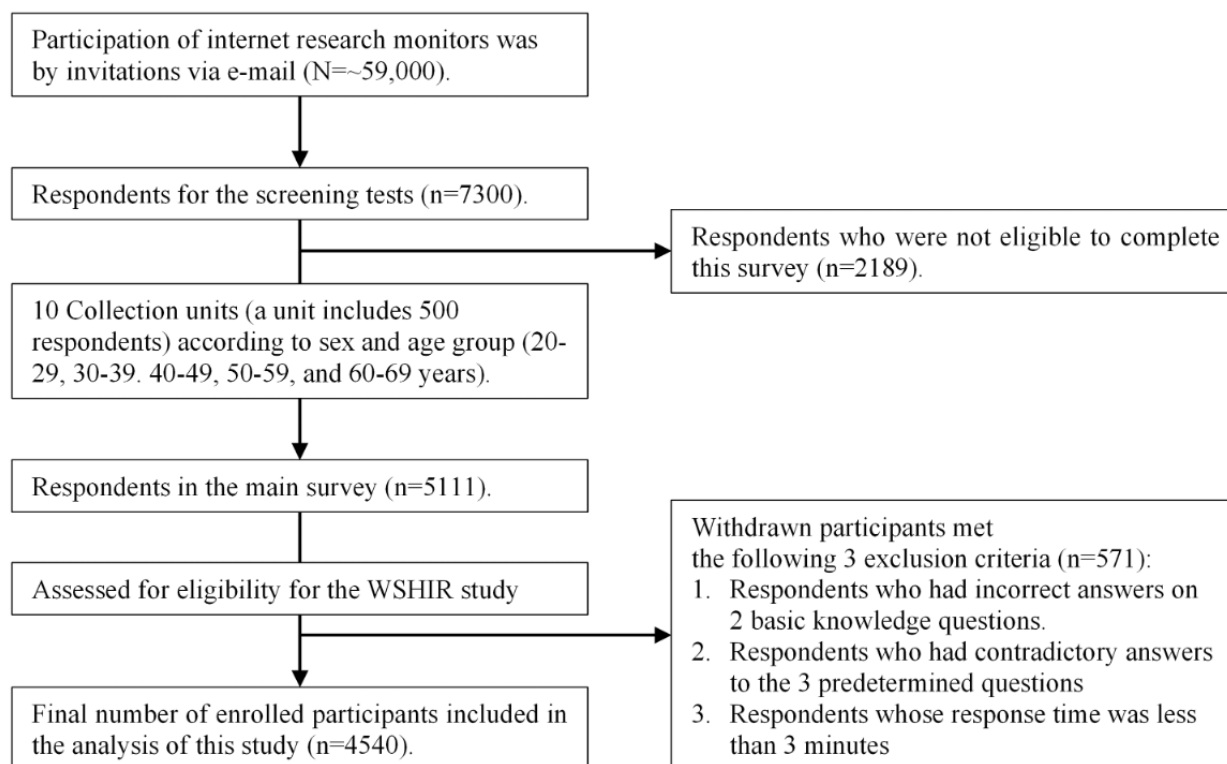 Participation of internet research monitors was
by invitations via e-mail (N=~59,000).
Respondents for the screening tests (n=7300).
Respondents who were not eligible to complete
this survey (n=2189).
10 Collection units (a unit includes 500
respondents) according to sex and age group (20-
29, 30-39. 40-49, 50-59, and 60-69 years).
Respondents in the main survey (n=5111).
Assessed for eligibility for the WSHIR study
Withdrawn participants met
the following 3 exclusion criteria (n=571):
1. Respondents who had incorrect answers on
2 basic knowledge questions.
2. Respondents who had contradictory answers
to the 3 predetermined questions
3. Respondents whose response time was less
than 3 minutes
Final number of enrolled participants included in
the analysis of this study (n=4540).